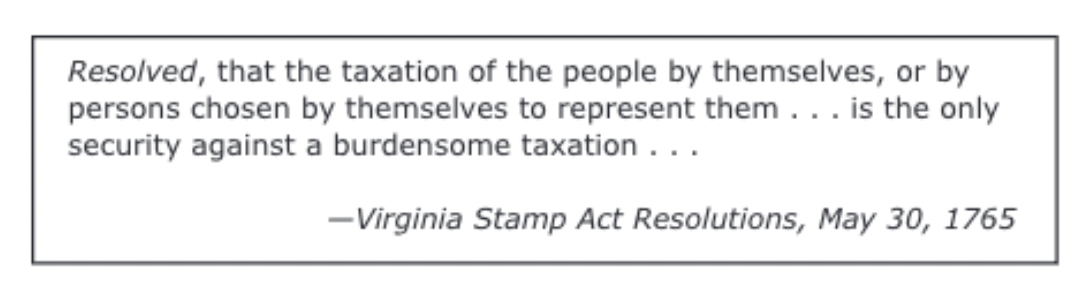 Resolved, that the taxation of the people by themselves, or by
persons chosen by themselves to represent them . . . is the only
security against a burdensome taxation . . .
—Virginia Stamp Act Resolutions, May 30, 1765